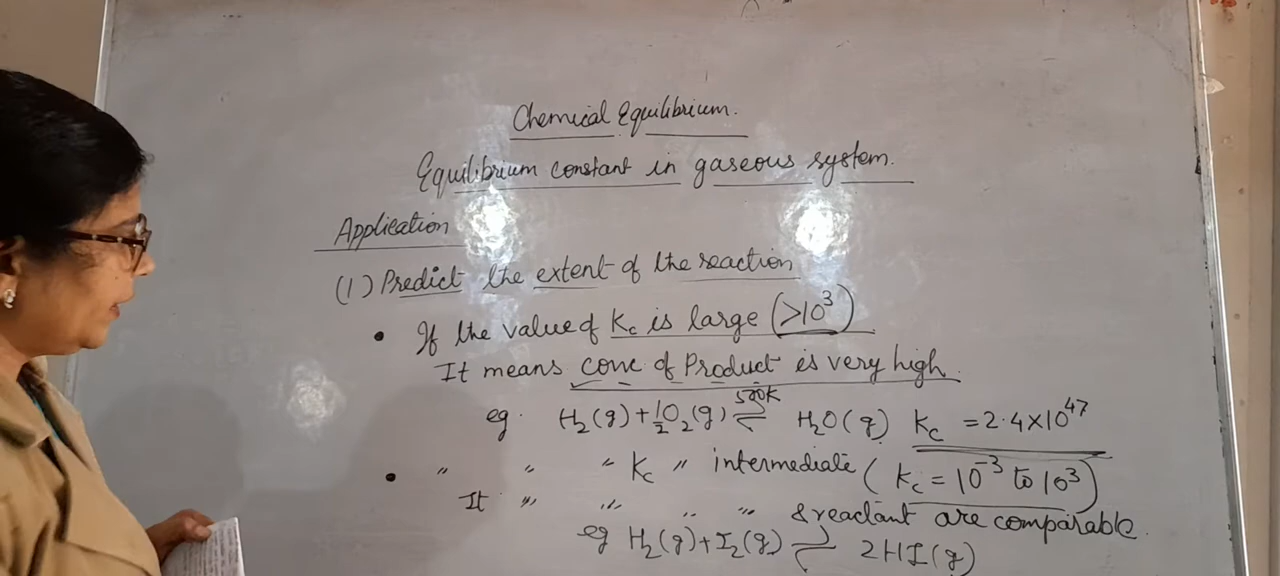 Chemical Equilibrium.
Equilibrium constant in gaseous system.
Application
(1) Predict the extent of the reaction
• If the value of Kc is large (>10³)
It means conc of Product is very high.
eg. H₂(g) + ½O₂(g) ⇌ 500K H₂O(g) Kc = 2.4×10⁴⁷
• " " " Kc " intermediate (Kc = 10⁻³ to 10³)
It " " " " & reactant are comparable.
eg H₂(g) + I₂(g) ⇌ 2HI(g)